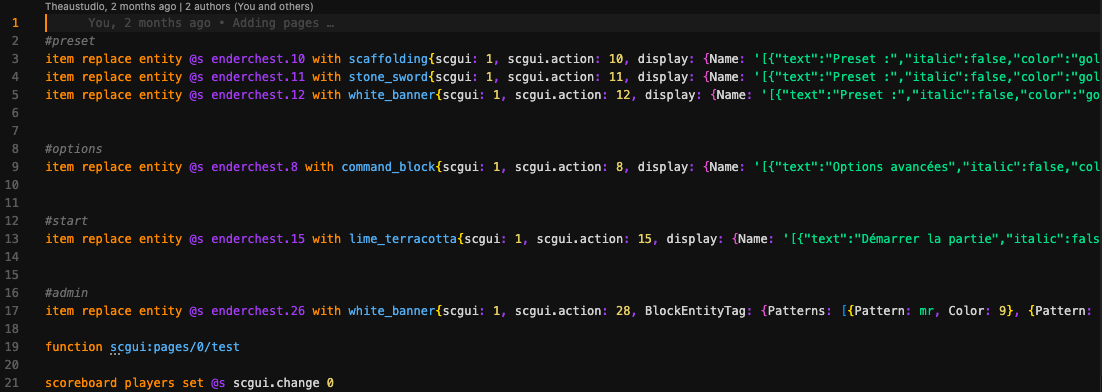 Theaustudio, 2 months ago | 2 authors (You and others)
1 You, 2 months ago • Adding pages …
2 #preset
3 item replace entity @s enderchest.10 with scaffolding{scgui: 1, scgui.action: 10, display: {Name: '[{"text":"Preset :","italic":false,"color":"gol
4 item replace entity @s enderchest.11 with stone_sword{scgui: 1, scgui.action: 11, display: {Name: '[{"text":"Preset :","italic":false,"color":"gol
5 item replace entity @s enderchest.12 with white_banner{scgui: 1, scgui.action: 12, display: {Name: '[{"text":"Preset :","italic":false,"color":"go
6
7
8 #options
9 item replace entity @s enderchest.8 with command_block{scgui: 1, scgui.action: 8, display: {Name: '[{"text":"Options avancées","italic":false,"col
10
11
12 #start
13 item replace entity @s enderchest.15 with lime_terracotta{scgui: 1, scgui.action: 15, display: {Name: '[{"text":"Démarrer la partie","italic":fals
14
15
16 #admin
17 item replace entity @s enderchest.26 with white_banner{scgui: 1, scgui.action: 28, BlockEntityTag: {Patterns: [{Pattern: mr, Color: 9}, {Pattern:
18
19 function scgui:pages/0/test
20
21 scoreboard players set @s scgui.change 0